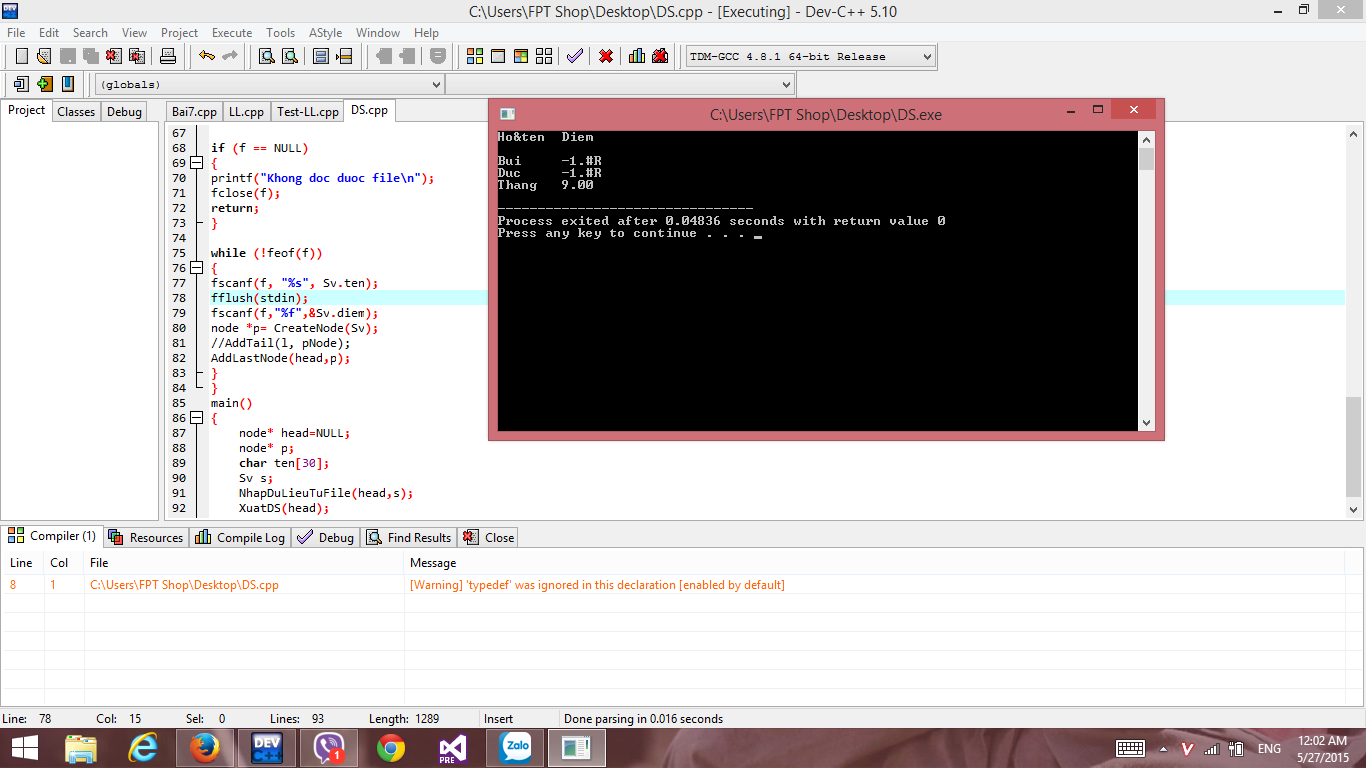 C:\Users\FPT Shop\Desktop\DS.cpp - [Executing] - Dev-C++ 5.10
File Edit Search View Project Execute Tools AStyle Window Help
TDM-GCC 4.8.1 64-bit Release
(globals)
Project Classes Debug
Bai7.cpp LL.cpp Test-LL.cpp DS.cpp
67
68 if (f == NULL)
69 {
70 printf("Khong doc duoc file\n");
71 fclose(f);
72 return;
73 }
74
75 while (!feof(f))
76 {
77 fscanf(f, "%s", Sv.ten);
78 fflush(stdin);
79 fscanf(f,"%f",&Sv.diem);
80 node *p= CreateNode(Sv);
81 //AddTail(l, pNode);
82 AddLastNode(head,p);
83 }
84 }
85 main()
86 {
87 node* head=NULL;
88 node* p;
89 char ten[30];
90 Sv s;
91 NhapDuLieuTuFile(head,s);
92 XuatDS(head);
C:\Users\FPT Shop\Desktop\DS.exe
Ho&ten Diem
Bui -1.#R
Duc -1.#R
Thang 9.00
--------------------------------
Process exited after 0.04836 seconds with return value 0
Press any key to continue . . . _
Compiler (1) Resources Compile Log Debug Find Results Close
Line Col File Message
8 1 C:\Users\FPT Shop\Desktop\DS.cpp [Warning] 'typedef' was ignored in this declaration [enabled by default]
Line: 78 Col: 15 Sel: 0 Lines: 93 Length: 1289 Insert Done parsing in 0.016 seconds
DEV C++
1
PRE
Zalo
ENG
12:02 AM
5/27/2015